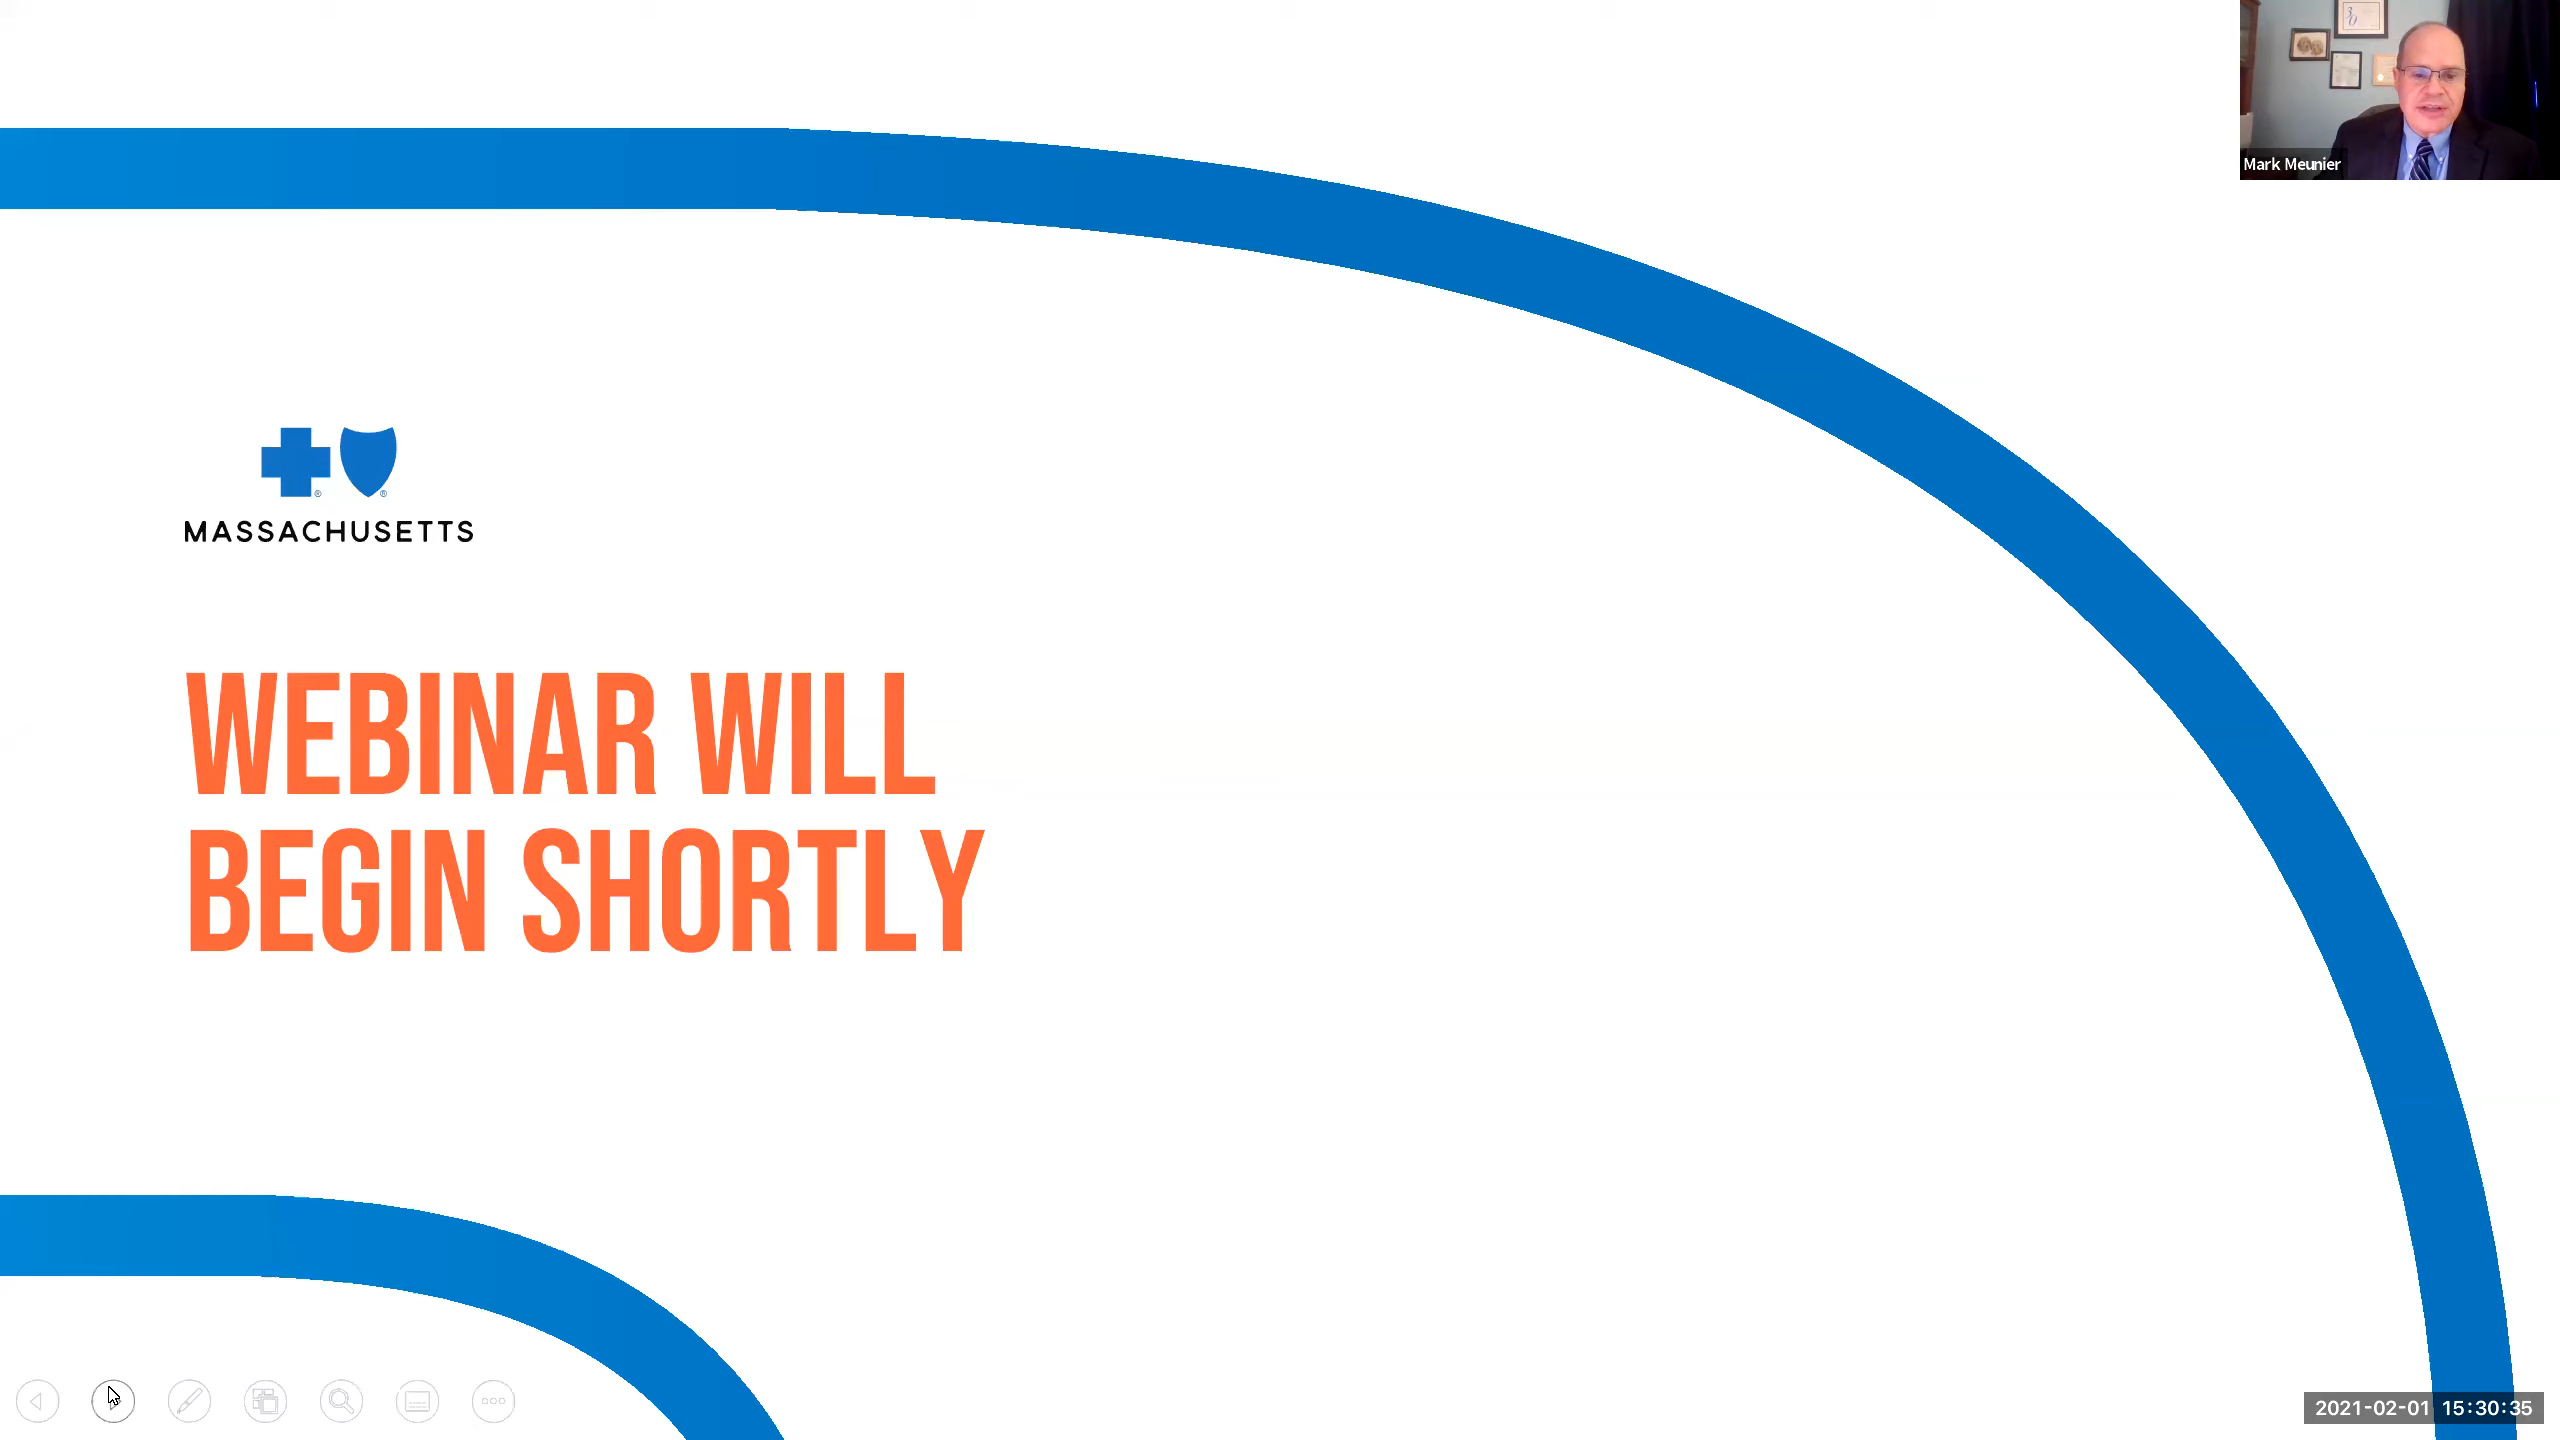 Mark Meunier
MASSACHUSETTS
WEBINAR WILL
BEGIN SHORTLY
2021-02-01 15:30:35